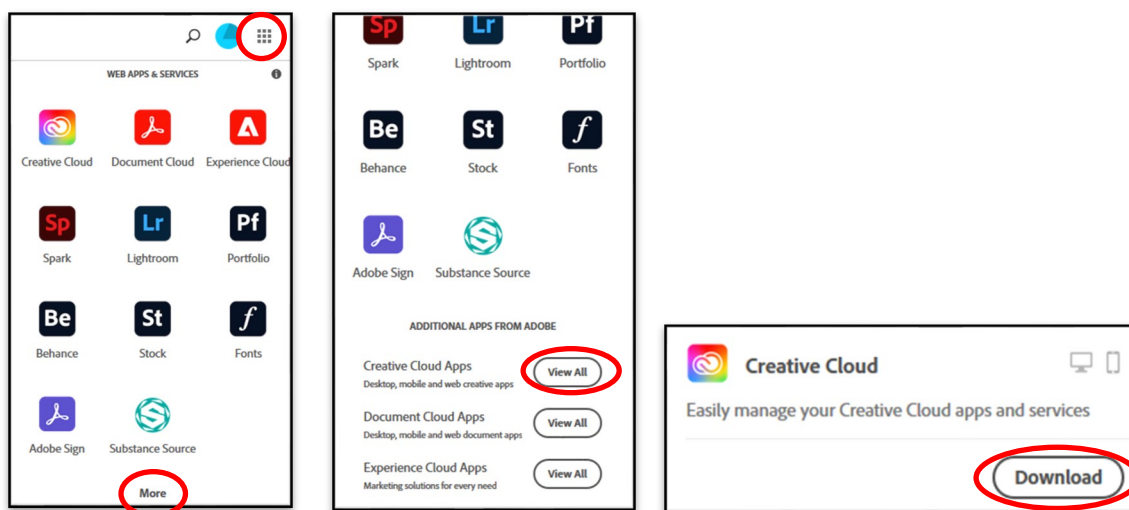 WEB APPS & SERVICES
Creative Cloud Document Cloud Experience Cloud
Sp Lr Pf
Spark Lightroom Portfolio
Be St f
Behance Stock Fonts
Adobe Sign Substance Source
More
Sp Lr Pf
Spark Lightroom Portfolio
Be St f
Behance Stock Fonts
Adobe Sign Substance Source
ADDITIONAL APPS FROM ADOBE
Creative Cloud Apps View All
Desktop, mobile and web creative apps
Document Cloud Apps View All
Desktop, mobile and web document apps
Experience Cloud Apps View All
Marketing solutions for every need
Creative Cloud
Easily manage your Creative Cloud apps and services
Download